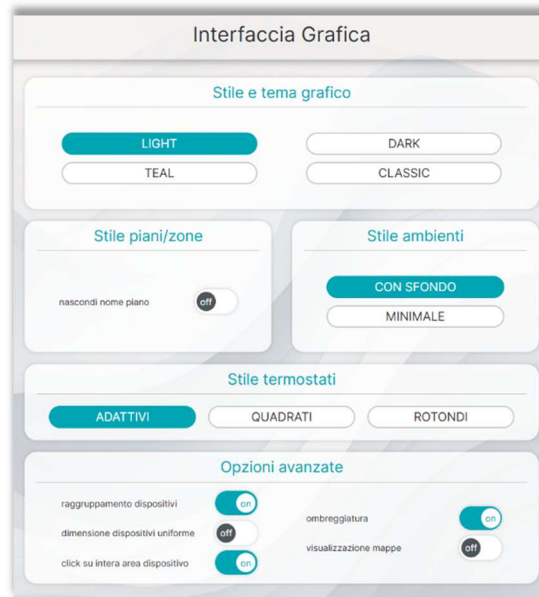 Interfaccia Grafica
Stile e tema grafico
LIGHT
DARK
TEAL
CLASSIC
Stile piani/zone
nascondi nome piano
off
Stile ambienti
CON SFONDO
MINIMALE
Stile termostati
ADATTIVI
QUADRATI
ROTONDI
Opzioni avanzate
raggruppamento dispositivi
on
dimensione dispositivi uniforme
off
click su intera area dispositivo
on
ombreggiatura
on
visualizzazione mappe
off